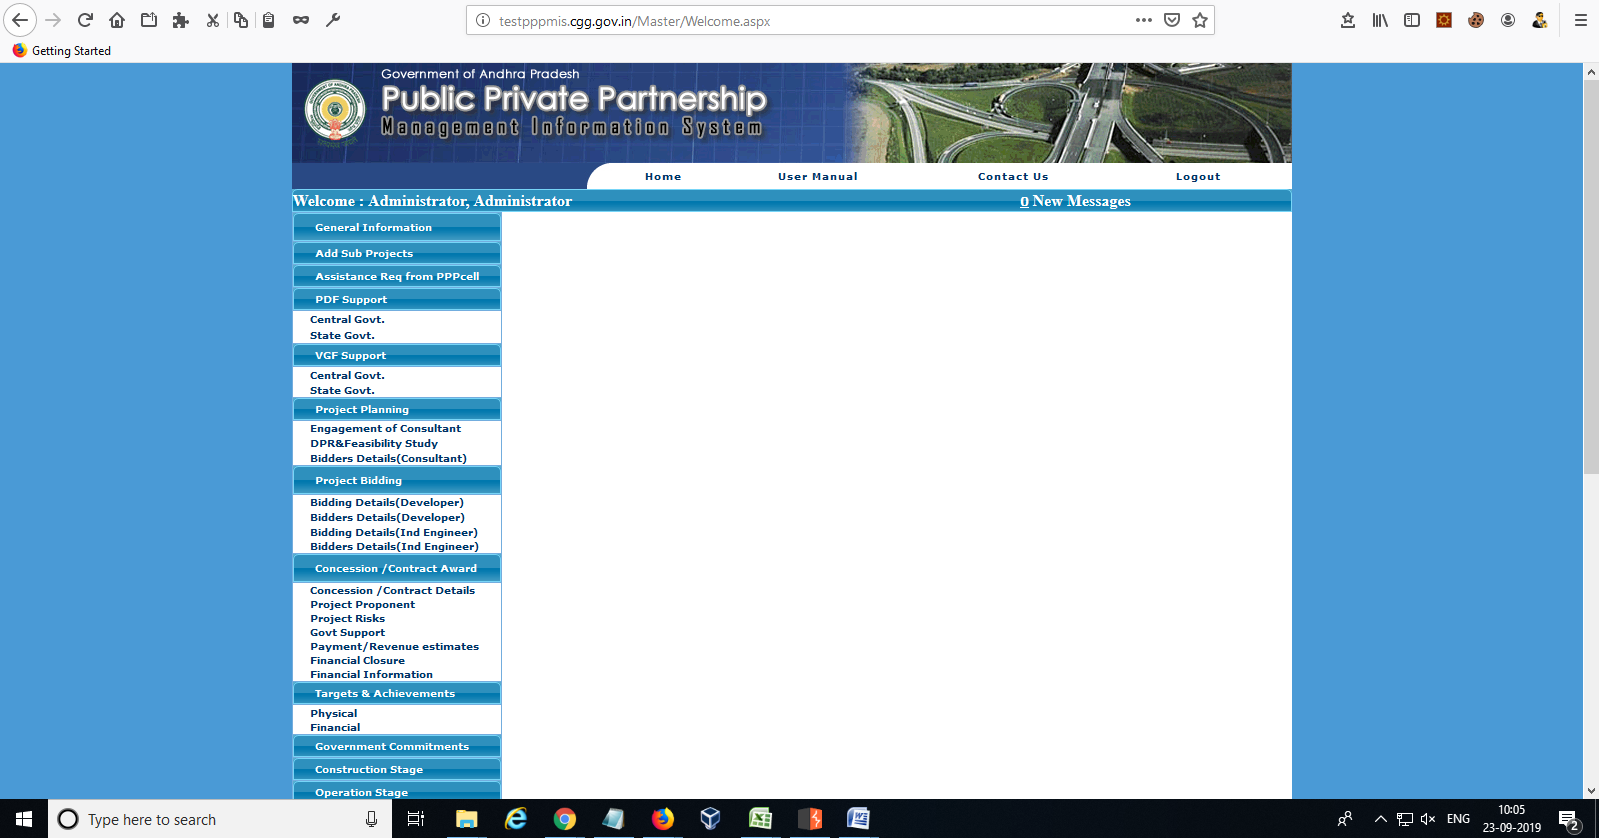 testpppmis.cgg.gov.in/Master/Welcome.aspx
Getting Started
Government of Andhra Pradesh
Public Private Partnership
Management Information System
Home User Manual Contact Us Logout
Welcome : Administrator, Administrator 0 New Messages
General Information
Add Sub Projects
Assistance Req from PPPcell
PDF Support
Central Govt.
State Govt.
VGF Support
Central Govt.
State Govt.
Project Planning
Engagement of Consultant
DPR&Feasibility Study
Bidders Details(Consultant)
Project Bidding
Bidding Details(Developer)
Bidders Details(Developer)
Bidding Details(Ind Engineer)
Bidders Details(Ind Engineer)
Concession /Contract Award
Concession /Contract Details
Project Proponent
Project Risks
Govt Support
Payment/Revenue estimates
Financial Closure
Financial Information
Targets & Achievements
Physical
Financial
Government Commitments
Construction Stage
Operation Stage
Type here to search
ENG
10:05
23-09-2019
2